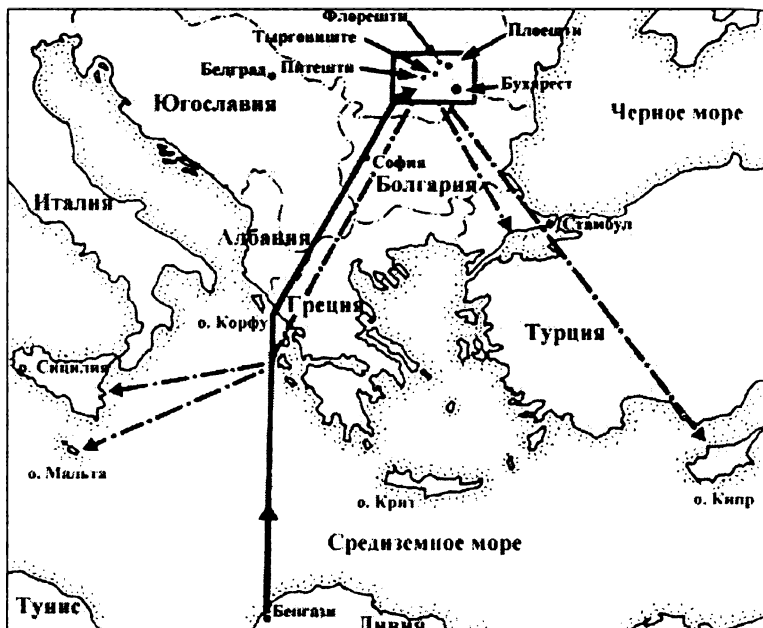 Флорешти
Тырговиште
Плоешти
Белград
Питешти
Бухарест
Югославия
Черное море
София
Болгария
Италия
Стамбул
Албания
Греция
о. Корфу
Турция
о. Сицилия
о. Мальта
о. Крит
о. Кипр
Средиземное море
Тунис
Бенгази
Ливия